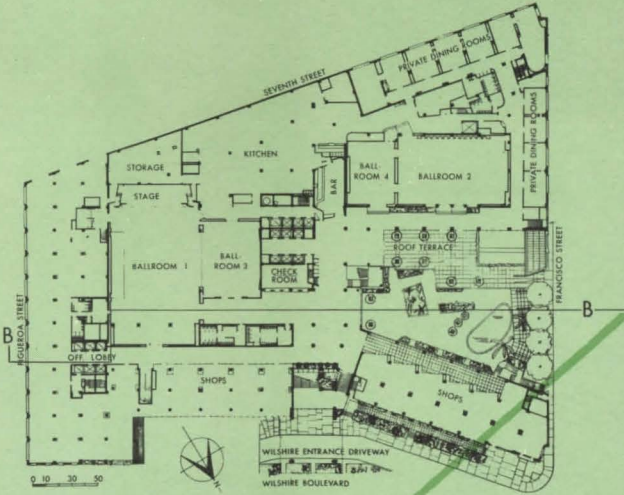 SEVENTH STREET
PRIVATE DINING ROOMS
PRIVATE DINING ROOMS
KITCHEN
STORAGE
STAGE
BAR
BALL-
ROOM 4
BALLROOM 2
ROOF TERRACE
BALLROOM 1
BALL-
ROOM 3
CHECK
ROOM
FRANCISCO STREET
FIGUEROA STREET
B
B
OFF. LOBBY
SHOPS
SHOPS
WILSHIRE ENTRANCE DRIVEWAY
WILSHIRE BOULEVARD
N
0 10 30 50